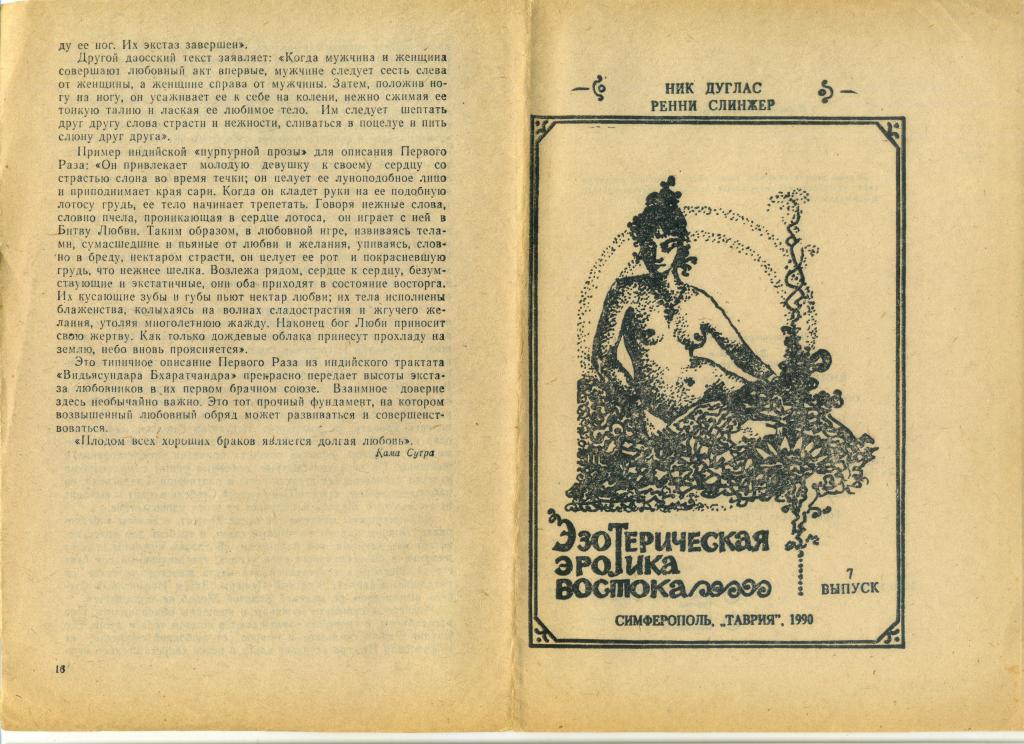 ду ее ног. Их экстаз завершен».
Другой даосский текст заявляет: «Когда мужчина и женщина
совершают любовный акт впервые, мужчине следует сесть слева
от женщины, а женщине справа от мужчины. Затем, положив но-
гу на ногу, он усаживает ее к себе на колени, нежно сжимая ее
тонкую талию и лаская ее любимое тело. Им следует шептать
друг другу слова страсти и нежности, сливаться в поцелуе и пить
слюну друг друга».
Пример индийской «пурпурной прозы» для описания Первого
Раза: «Он привлекает молодую девушку к своему сердцу со
страстью слона во время течки; он целует ее луноподобное лицо
и приподнимает края сари. Когда он кладет руки на ее подобную
лотосу грудь, ее тело начинает трепетать. Говоря нежные слова,
словно пчела, проникающая в сердце лотоса, он играет с ней в
Битву Любви. Таким образом, в любовной игре, извиваясь тела-
ми, сумасшедшие и пьяные от любви и желания, упиваясь, слов-
но в бреду, нектаром страсти, он целует ее рот и покрасневшую
грудь, что нежнее шелка. Возлежа рядом, сердце к сердцу, безум-
ствующие и экстатичные, они оба приходят в состояние восторга.
Их кусающие зубы и губы пьют нектар любви; их тела исполнены
блаженства, колыхаясь на волнах сладострастия и жгучего же-
лания, утоляя многолетнюю жажду. Наконец бог Люби приносит
свою жертву. Как только дождевые облака принесут прохладу на
землю, небо вновь проясняется».
Это типичное описание Первого Раза из индийского трактата
«Видьясундара Бхаратчандра» прекрасно передает высоты экста-
за любовников в их первом брачном союзе. Взаимное доверие
здесь необычайно важно. Это тот прочный фундамент, на котором
возвышенный любовный обряд может развиваться и совершенст-
воваться.
«Плодом всех хороших браков является долгая любовь».
Кама Сутра
16
НИК ДУГЛАС
РЕННИ СЛИНЖЕР
ЭЗОТЕРИЧЕСКАЯ
ЭРОТИКА
ВОСТОКА
7
ВЫПУСК
СИМФЕРОПОЛЬ, „ТАВРИЯ", 1990